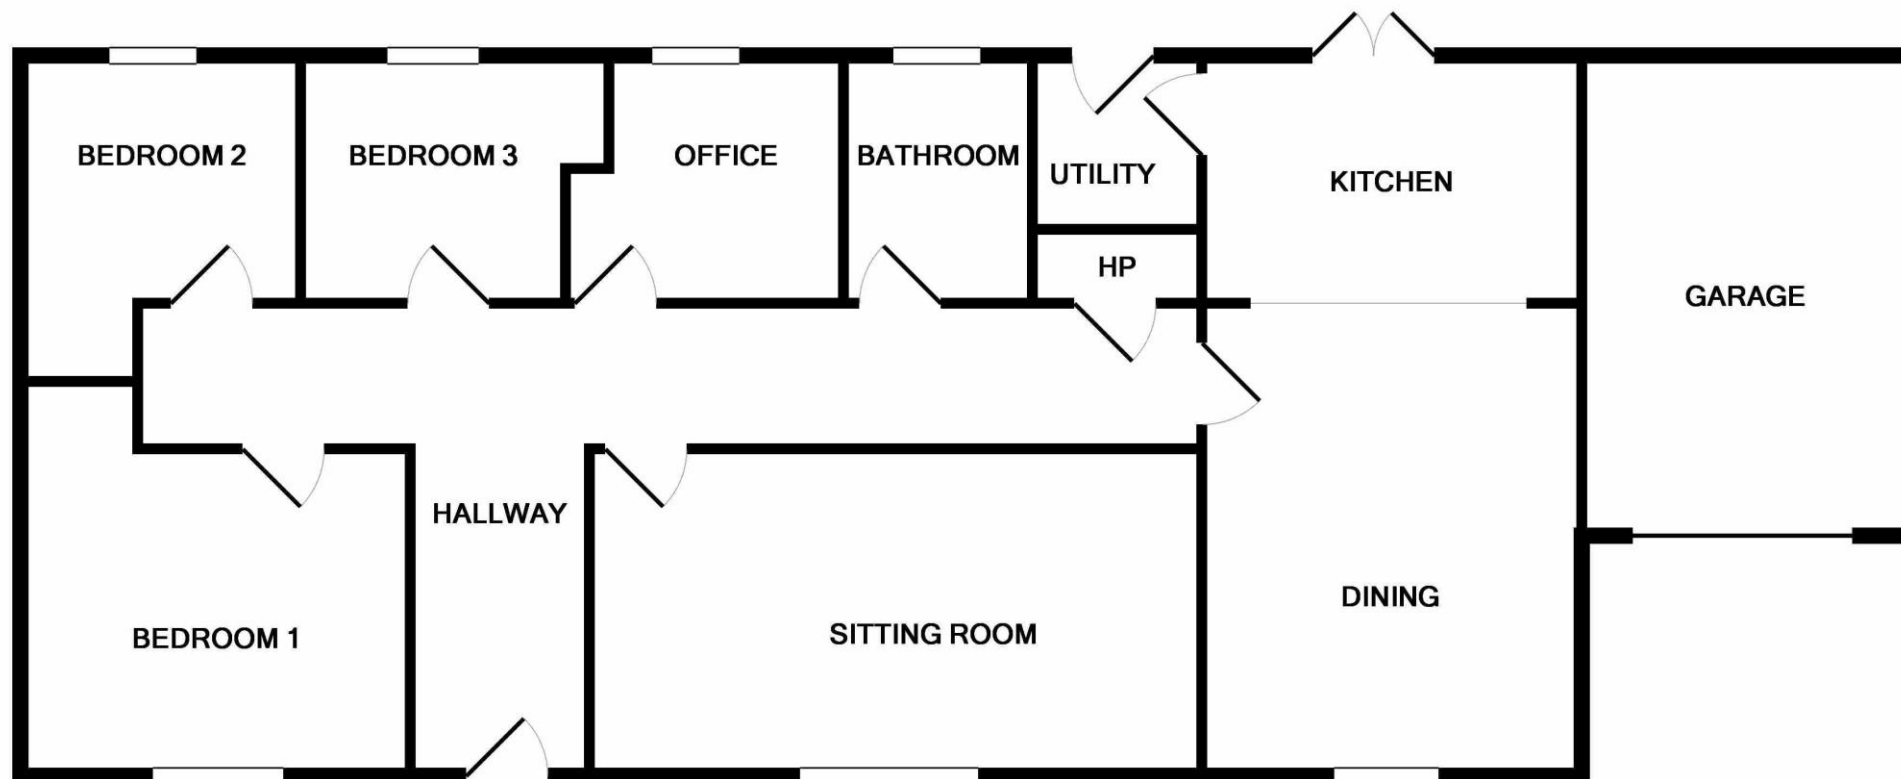 BEDROOM 2
BEDROOM 3
OFFICE
BATHROOM
UTILITY
KITCHEN
HP
GARAGE
HALLWAY
DINING
BEDROOM 1
SITTING ROOM